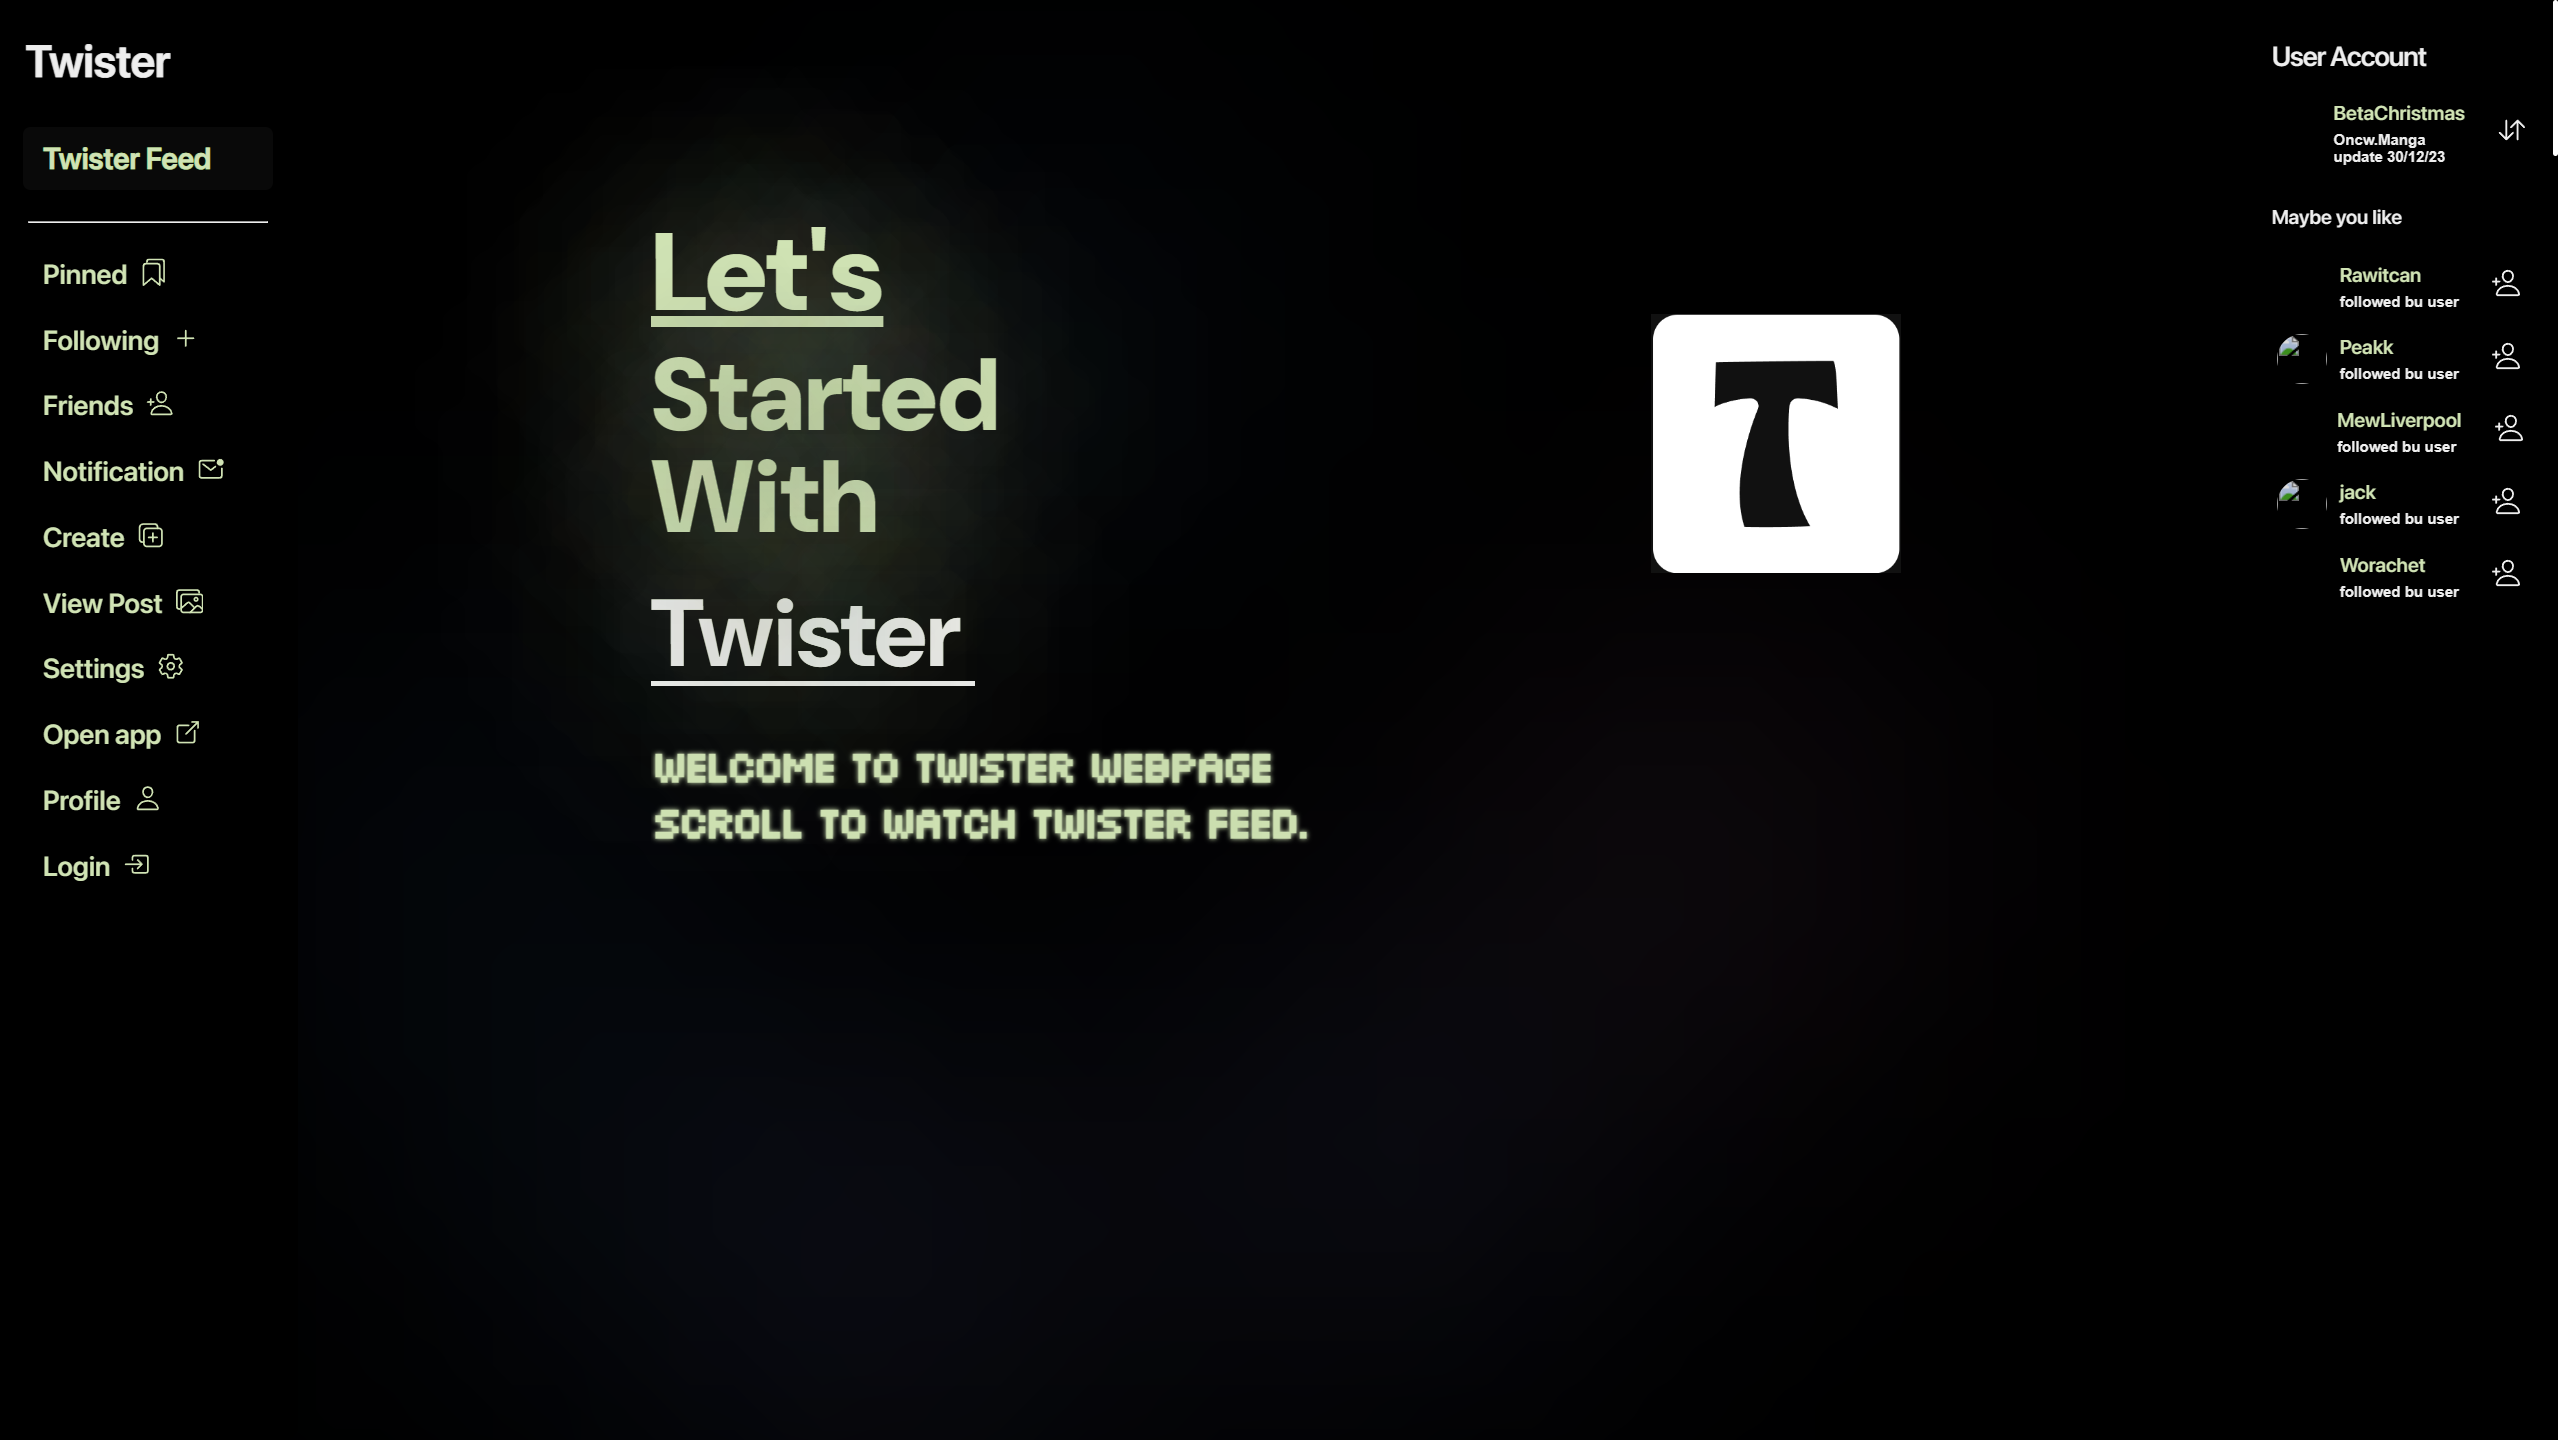 Twister
Twister Feed
Pinned
Following
Friends
Notification
Create
View Post
Settings
Open app
Profile
Login
Let's
Started
With
Twister
WELCOME TO TWISTER WEBPAGE
SCROLL TO WATCH TWISTER FEED.
T
User Account
BetaChristmas
Oncw.Manga
update 30/12/23
Maybe you like
Rawitcan
followed bu user
Peakk
followed bu user
MewLiverpool
followed bu user
jack
followed bu user
Worachet
followed bu user